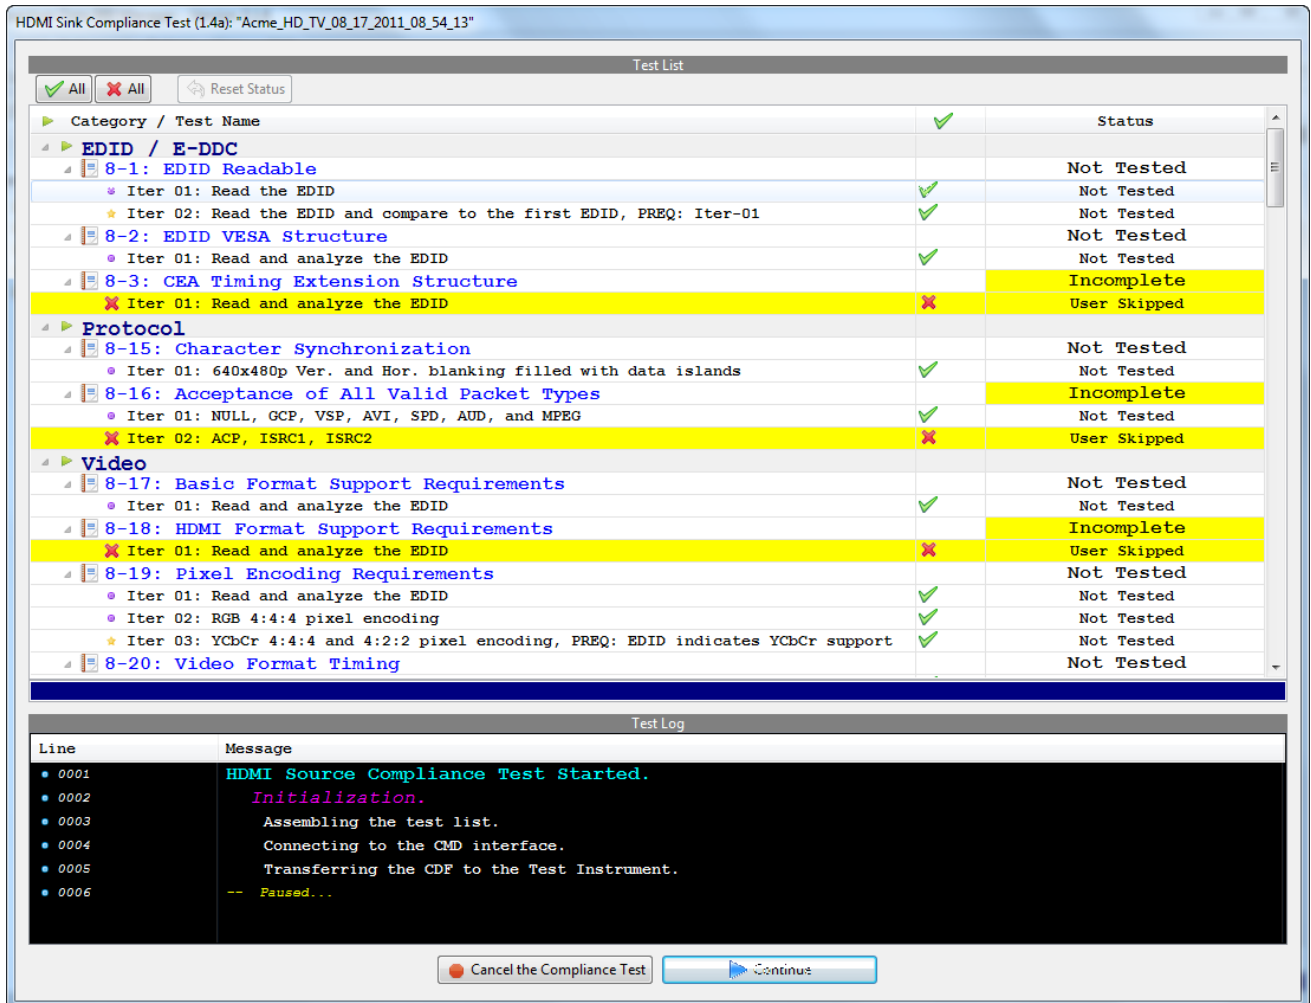 HDMI Sink Compliance Test (1.4a): "Acme_HD_TV_08_17_2011_08_54_13"
Test List
All All Reset Status
Category / Test Name Status
EDID / E-DDC
8-1: EDID Readable Not Tested
Iter 01: Read the EDID Not Tested
Iter 02: Read the EDID and compare to the first EDID, PREQ: Iter-01 Not Tested
8-2: EDID VESA Structure Not Tested
Iter 01: Read and analyze the EDID Not Tested
8-3: CEA Timing Extension Structure Incomplete
Iter 01: Read and analyze the EDID User Skipped
Protocol
8-15: Character Synchronization Not Tested
Iter 01: 640x480p Ver. and Hor. blanking filled with data islands Not Tested
8-16: Acceptance of All Valid Packet Types Incomplete
Iter 01: NULL, GCP, VSP, AVI, SPD, AUD, and MPEG Not Tested
Iter 02: ACP, ISRC1, ISRC2 User Skipped
Video
8-17: Basic Format Support Requirements Not Tested
Iter 01: Read and analyze the EDID Not Tested
8-18: HDMI Format Support Requirements Incomplete
Iter 01: Read and analyze the EDID User Skipped
8-19: Pixel Encoding Requirements Not Tested
Iter 01: Read and analyze the EDID Not Tested
Iter 02: RGB 4:4:4 pixel encoding Not Tested
Iter 03: YCbCr 4:4:4 and 4:2:2 pixel encoding, PREQ: EDID indicates YCbCr support Not Tested
8-20: Video Format Timing Not Tested
Test Log
Line Message
0001 HDMI Source Compliance Test Started.
0002 Initialization.
0003 Assembling the test list.
0004 Connecting to the CMD interface.
0005 Transferring the CDF to the Test Instrument.
0006 -- Paused...
Cancel the Compliance Test Continue